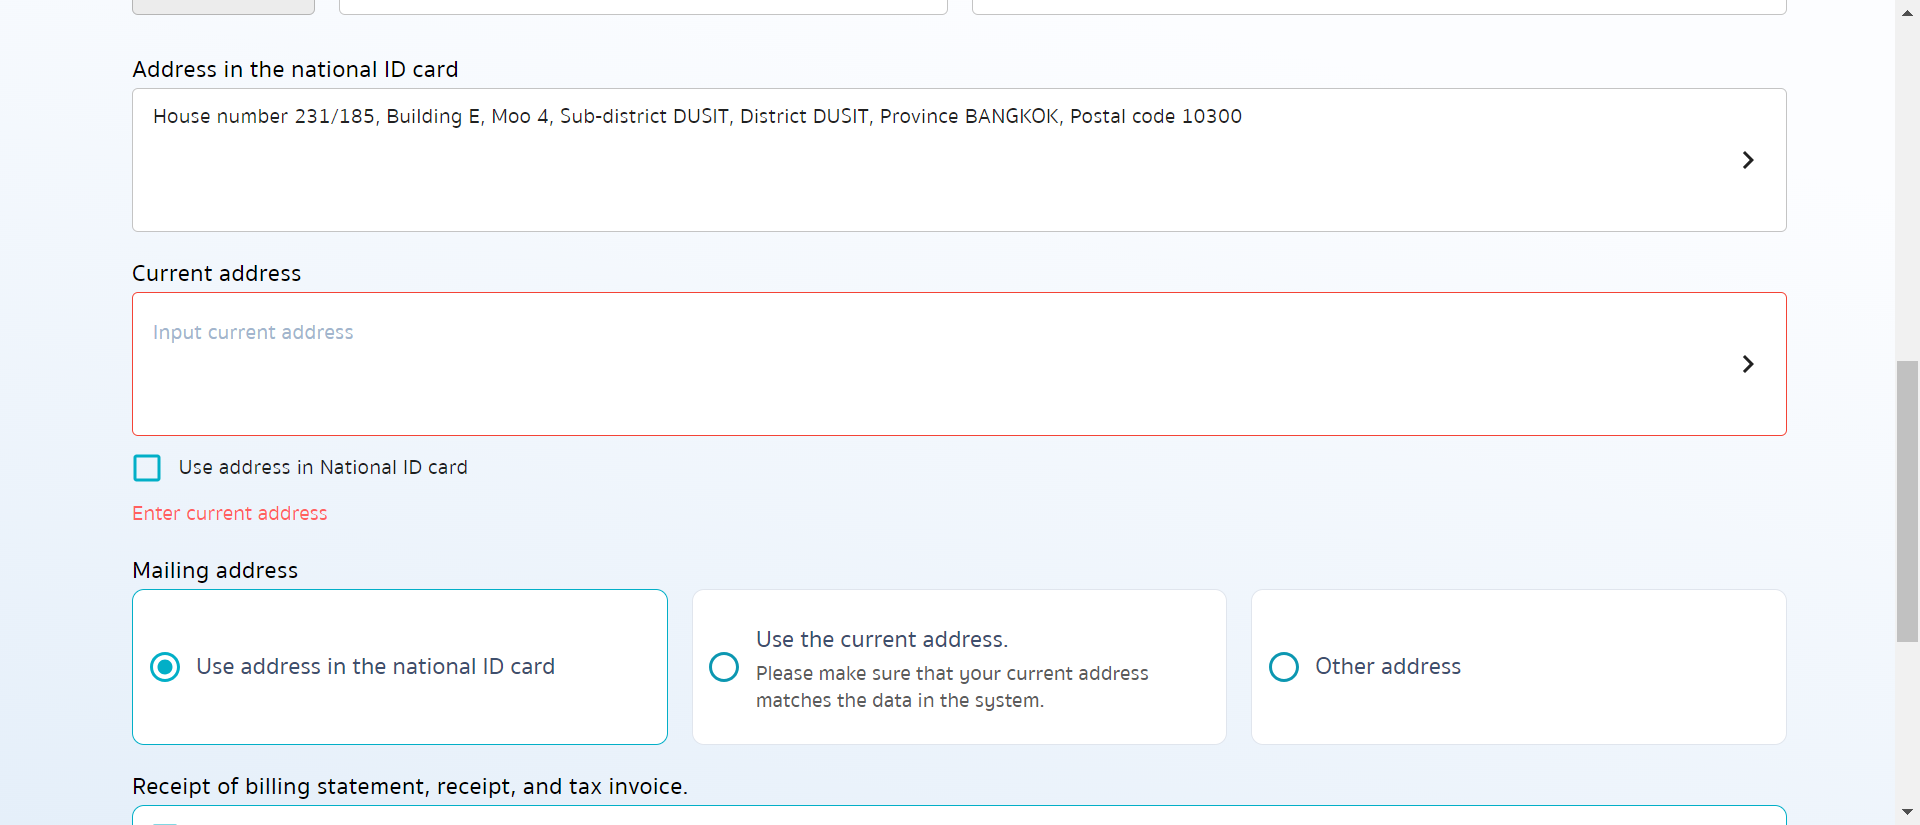 Address in the national ID card
House number 231/185, Building E, Moo 4, Sub-district DUSIT, District DUSIT, Province BANGKOK, Postal code 10300
Current address
Input current address
Use address in National ID card
Enter current address
Mailing address
Use address in the national ID card
Use the current address.
Please make sure that your current address
matches the data in the system.
Other address
Receipt of billing statement, receipt, and tax invoice.